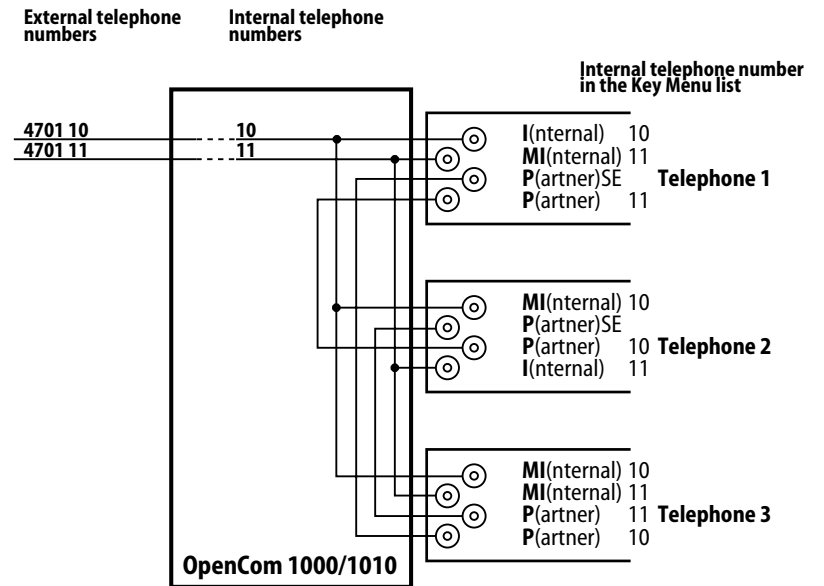 External telephone
numbers
Internal telephone
numbers
Internal telephone number
in the Key Menu list
4701 10
10
4701 11
11
I(nternal) 10
MI(nternal) 11
P(artner)SE
P(artner) 11
Telephone 1
MI(nternal) 10
P(artner)SE
P(artner) 10
I(nternal) 11
Telephone 2
MI(nternal) 10
MI(nternal) 11
P(artner) 11
P(artner) 10
Telephone 3
OpenCom 1000/1010